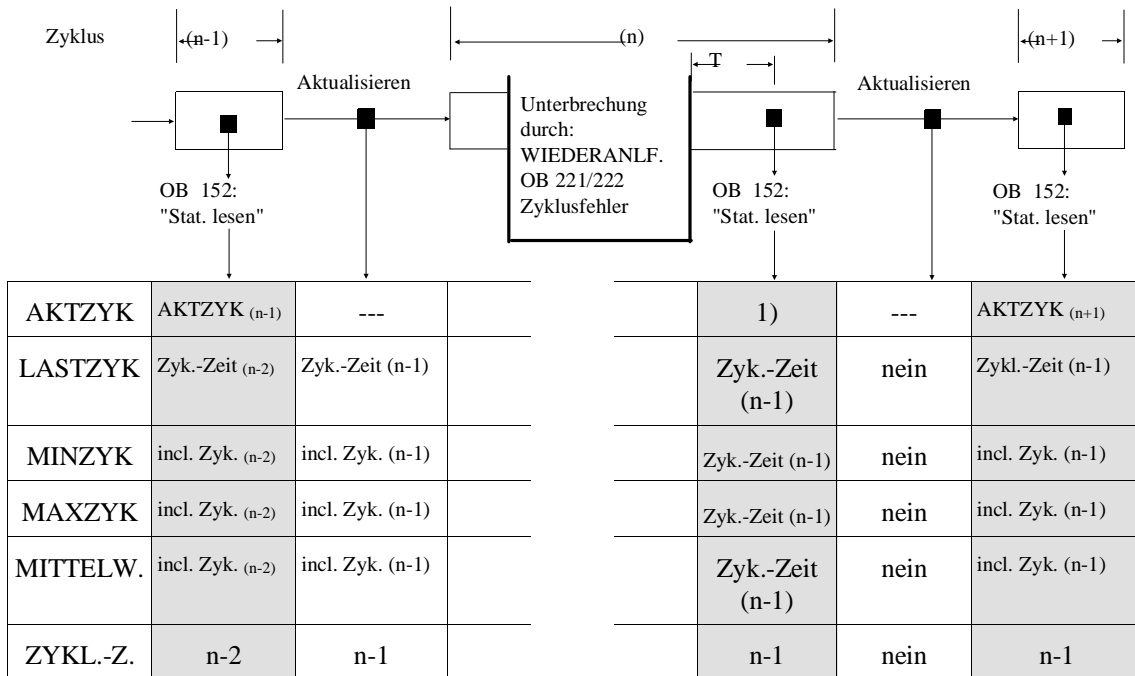 Zyklus
(n-1)
(n)
(n+1)
T
Aktualisieren
Aktualisieren
Unterbrechung
durch:
WIEDERANLF.
OB 221/222
Zyklusfehler
OB 152:
"Stat. lesen"
OB 152:
"Stat. lesen"
OB 152:
"Stat. lesen"
AKTZYK AKTZYK (n-1) --- 1) --- AKTZYK (n+1)
LASTZYK Zyk.-Zeit (n-2) Zyk.-Zeit (n-1) Zyk.-Zeit nein Zykl.-Zeit (n-1)
(n-1)
MINZYK incl. Zyk. (n-2) incl. Zyk. (n-1) Zyk.-Zeit (n-1) nein incl. Zyk. (n-1)
MAXZYK incl. Zyk. (n-2) incl. Zyk. (n-1) Zyk.-Zeit (n-1) nein incl. Zyk. (n-1)
MITTELW. incl. Zyk. (n-2) incl. Zyk. (n-1) Zyk.-Zeit nein incl. Zyk. (n-1)
(n-1)
ZYKL.-Z. n-2 n-1 n-1 nein n-1